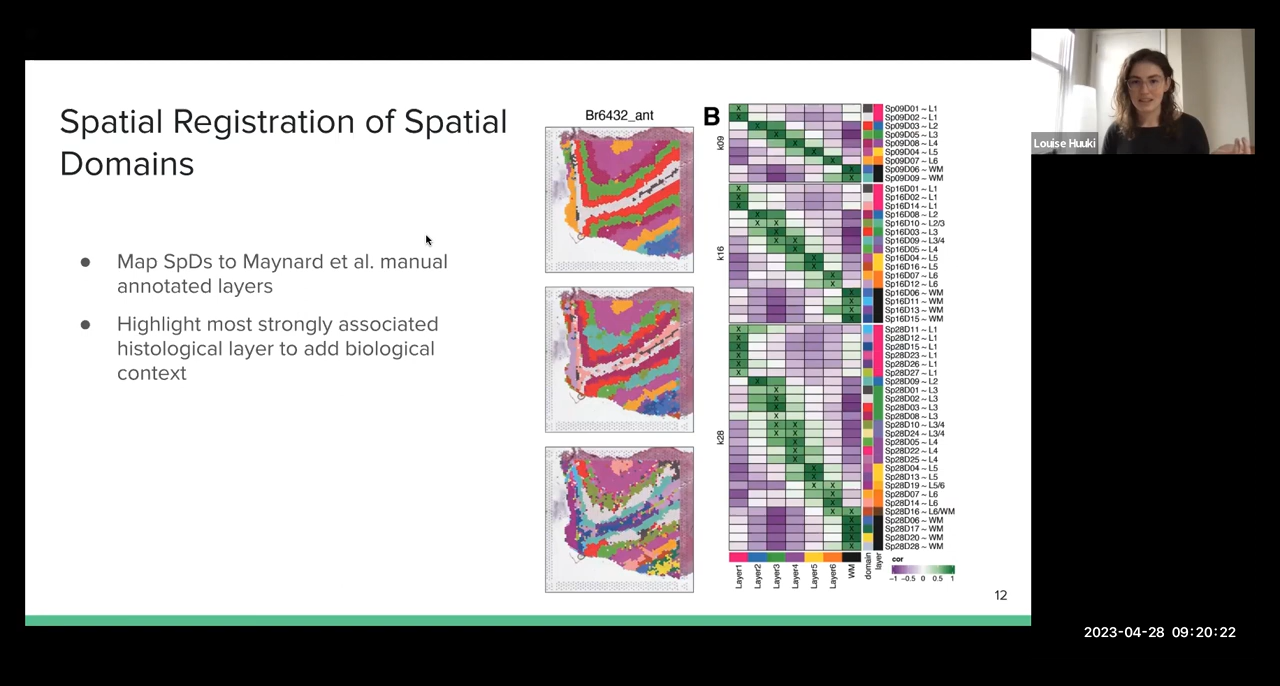 Spatial Registration of Spatial
Domains
● Map SpDs to Maynard et al. manual
annotated layers
● Highlight most strongly associated
histological layer to add biological
context
Br6432_ant
B
k09
Sp09D01 ~ L1
Sp09D02 ~ L1
Sp09D03 ~ L2
Sp09D05 ~ L3
Sp09D08 ~ L4
Sp09D04 ~ L5
Sp09D07 ~ L6
Sp09D06 ~ WM
Sp09D09 ~ WM
k16
Sp16D01 ~ L1
Sp16D02 ~ L1
Sp16D14 ~ L1
Sp16D08 ~ L2
Sp16D10 ~ L2/3
Sp16D03 ~ L3
Sp16D09 ~ L3/4
Sp16D05 ~ L4
Sp16D04 ~ L5
Sp16D16 ~ L5
Sp16D07 ~ L6
Sp16D12 ~ L6
Sp16D06 ~ WM
Sp16D11 ~ WM
Sp16D13 ~ WM
Sp16D15 ~ WM
k28
Sp28D11 ~ L1
Sp28D12 ~ L1
Sp28D15 ~ L1
Sp28D23 ~ L1
Sp28D26 ~ L1
Sp28D27 ~ L1
Sp28D09 ~ L2
Sp28D01 ~ L3
Sp28D02 ~ L3
Sp28D03 ~ L3
Sp28D08 ~ L3
Sp28D10 ~ L3/4
Sp28D24 ~ L3/4
Sp28D05 ~ L4
Sp28D22 ~ L4
Sp28D25 ~ L4
Sp28D04 ~ L5
Sp28D13 ~ L5
Sp28D19 ~ L5/6
Sp28D07 ~ L6
Sp28D14 ~ L6
Sp28D16 ~ L6/WM
Sp28D06 ~ WM
Sp28D17 ~ WM
Sp28D20 ~ WM
Sp28D28 ~ WM
Layer1
Layer2
Layer3
Layer4
Layer5
Layer6
WM
domain
layer
cor
−1 −0.5 0 0.5 1
12
Louise Huuki
2023-04-28 09:20:22